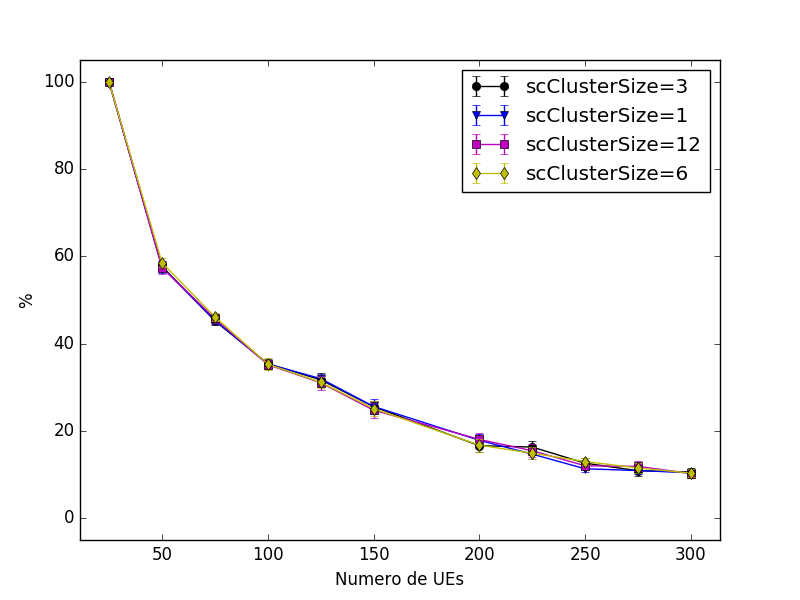 scClusterSize=3
scClusterSize=1
scClusterSize=12
scClusterSize=6
100
80
60
40
20
0
%
50 100 150 200 250 300
Numero de UEs